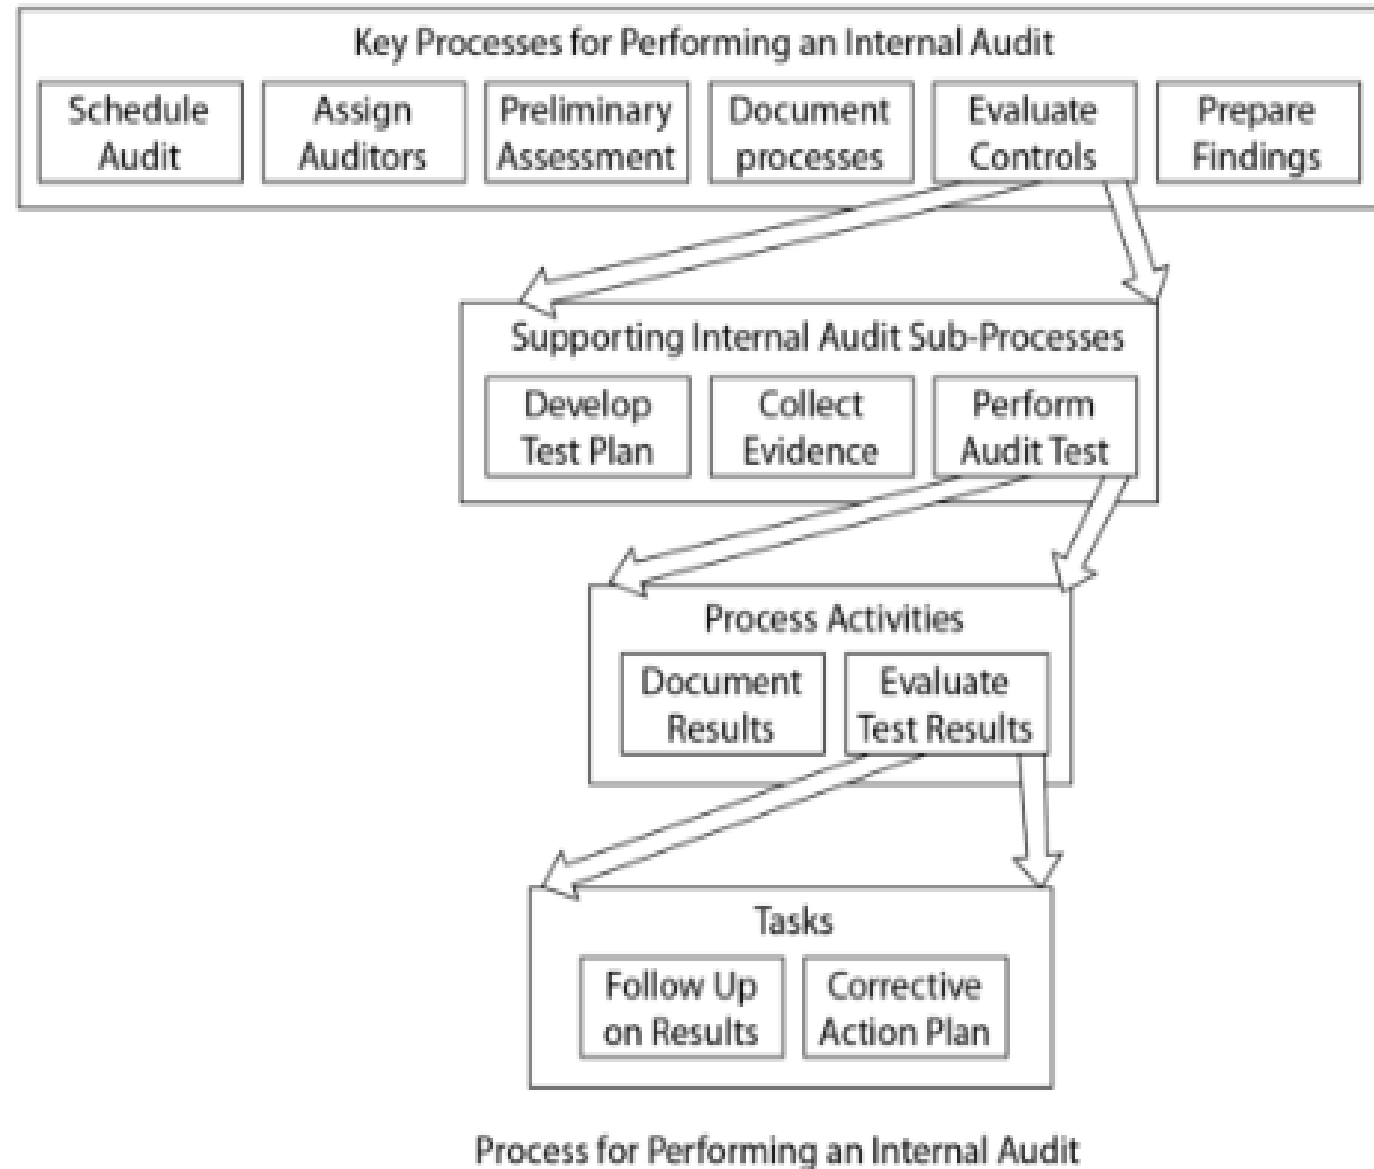 Key Processes for Performing an Internal Audit
Schedule
Audit
Assign
Auditors
Preliminary
Assessment
Document
processes
Evaluate
Controls
Prepare
Findings
Supporting Internal Audit Sub-Processes
Develop
Test Plan
Collect
Evidence
Perform
Audit Test
Process Activities
Document
Results
Evaluate
Test Results
Tasks
Follow Up
on Results
Corrective
Action Plan
Process for Performing an Internal Audit